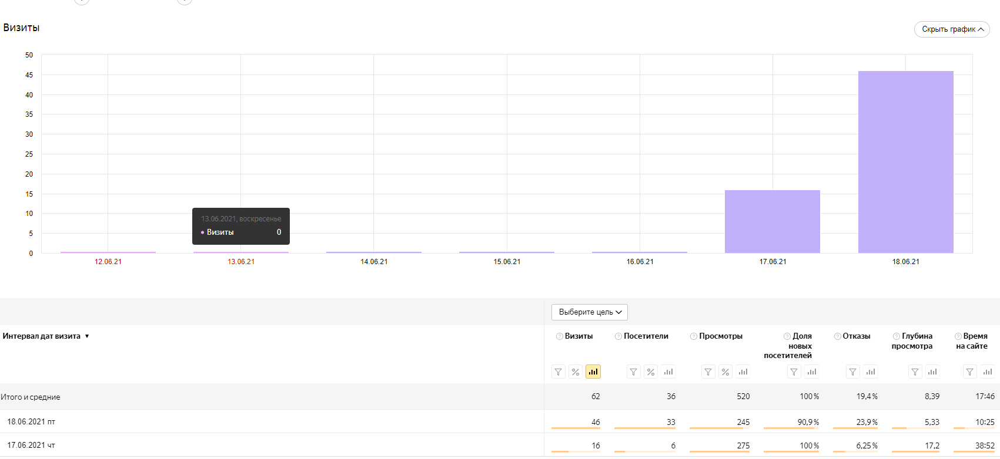 Визиты
Скрыть график
50
45
40
35
30
25
20
15
10
5
0
13.06.2021, воскресенье
Визиты 0
12.06.21 13.06.21 14.06.21 15.06.21 16.06.21 17.06.21 18.06.21
Выберите цель
Интервал дат визита ▼
? Визиты ? Посетители ? Просмотры ? Доля новых посетителей ? Отказы ? Глубина просмотра ? Время на сайте
% % %
Итого и средние 62 36 520 100 % 19,4 % 8,39 17:46
18.06.2021 пт 46 33 245 90,9 % 23,9 % 5,33 10:25
17.06.2021 чт 16 6 275 100 % 6,25 % 17,2 38:52